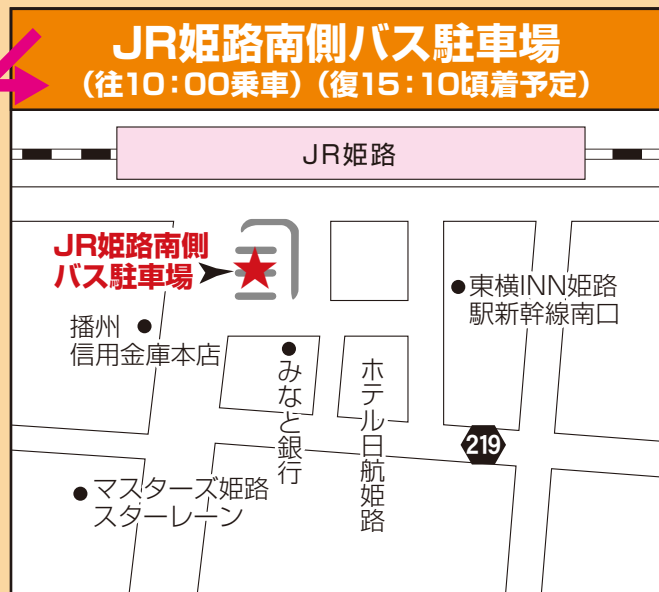 JR姫路南側バス駐車場
（往10：00乗車）（復15：10頃着予定）
JR姫路
JR姫路南側
バス駐車場
東横INN姫路
駅新幹線南口
播州
信用金庫本店
みなと銀行
ホテル日航姫路
219
マスターズ姫路
スターレーン